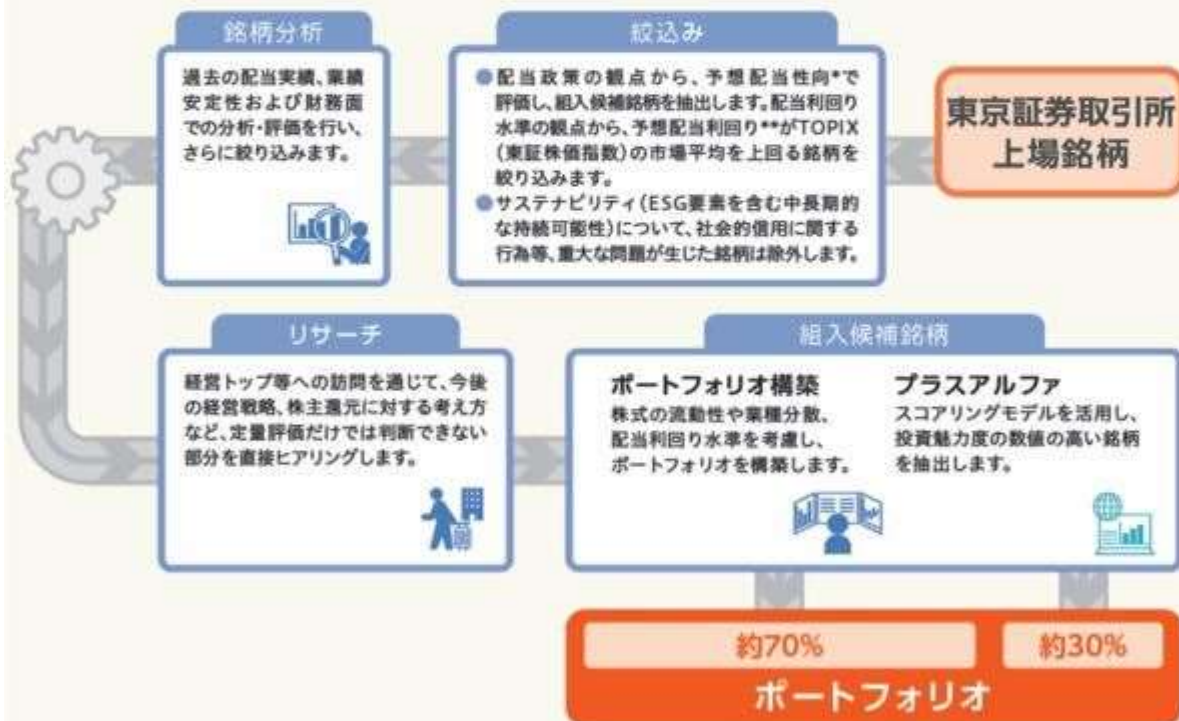 銘柄分析
過去の配当実績、業績
安定性および財務面
での分析・評価を行い、
さらに絞り込みます。
絞込み
●配当政策の観点から、予想配当性向*で
評価し、組入候補銘柄を抽出します。配当利回り
水準の観点から、予想配当利回り**がTOPIX
（東証株価指数）の市場平均を上回る銘柄を
絞り込みます。
●サステナビリティ（ESG要素を含む中長期的
な持続可能性）について、社会的信用に関する
行為等、重大な問題が生じた銘柄は除外します。
東京証券取引所
上場銘柄
リサーチ
経営トップ等への訪問を通じて、今後
の経営戦略、株主還元に対する考え方
など、定量評価だけでは判断できない
部分を直接ヒアリングします。
組入候補銘柄
ポートフォリオ構築
株式の流動性や業種分散、
配当利回り水準を考慮し、
ポートフォリオを構築します。
プラスアルファ
スコアリングモデルを活用し、
投資魅力度の数値の高い銘柄
を抽出します。
約70%
約30%
ポートフォリオ